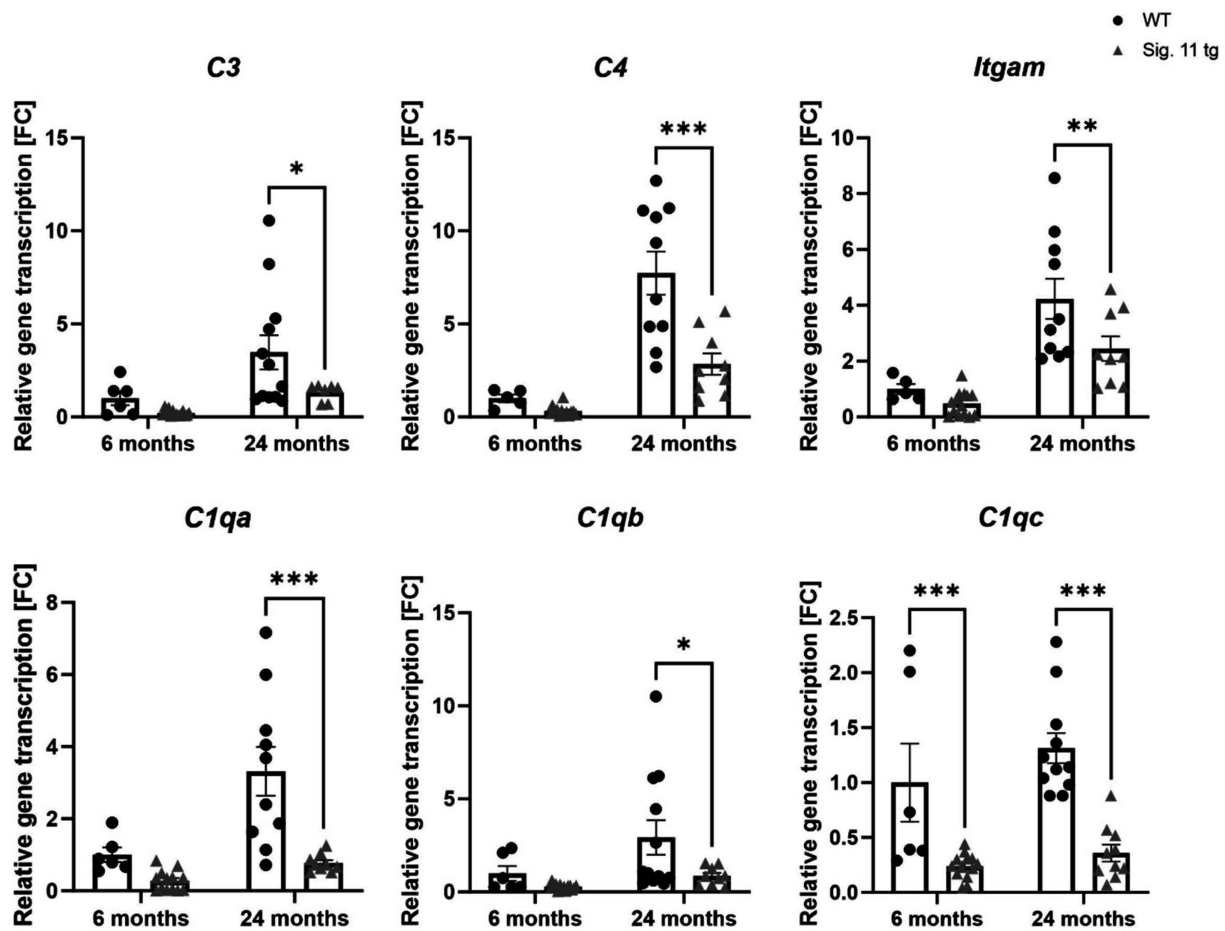 WT
Sig. 11 tg
C3
C4
Itgam
Relative gene transcription [FC]
15
10
5
0
*
6 months
24 months
Relative gene transcription [FC]
15
10
5
0
***
6 months
24 months
Relative gene transcription [FC]
10
8
6
4
2
0
**
6 months
24 months
C1qa
C1qb
C1qc
Relative gene transcription [FC]
8
6
4
2
0
***
6 months
24 months
Relative gene transcription [FC]
15
10
5
0
*
6 months
24 months
Relative gene transcription [FC]
2.5
2.0
1.5
1.0
0.5
0.0
***
***
6 months
24 months